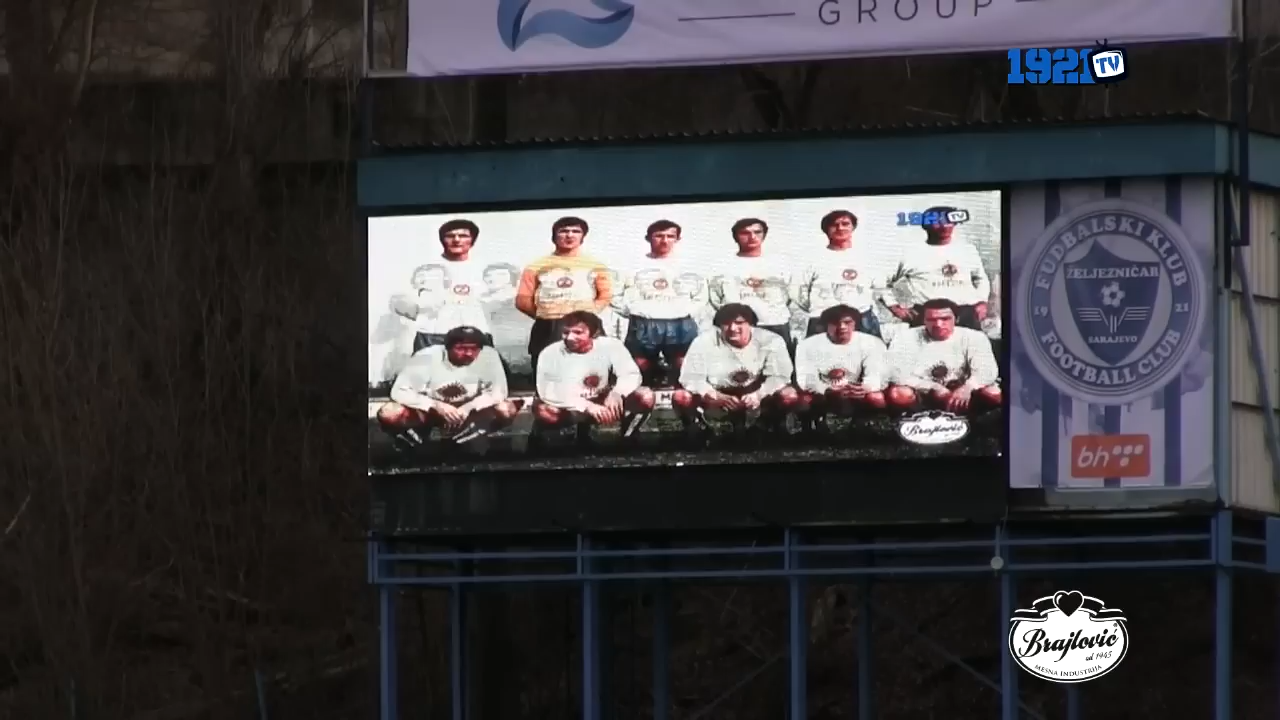 GROUP
1921 TV
1921 TV
FUDBALSKI KLUB
ŽELJEZNIČAR
19 21
SARAJEVO
FOOTBALL CLUB
Brajlović
bh
Brajlović
od 1945
MESNA INDUSTRIJA